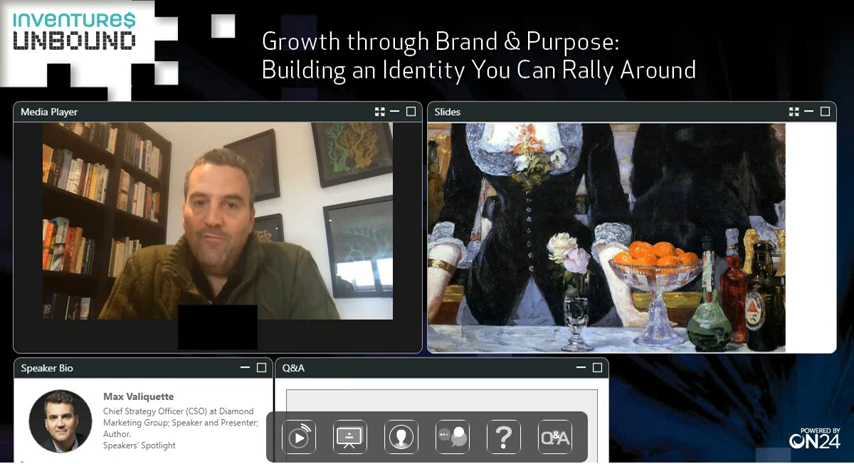 INVENTURE$
UNBOUND
Growth through Brand & Purpose:
Building an Identity You Can Rally Around
Media Player
Slides
Speaker Bio
Max Valiquette
Chief Strategy Officer (CSO) at Diamond
Marketing Group; Speaker and Presenter;
Author.
Speakers' Spotlight
Q&A
?
Q&A
POWERED BY
ON24